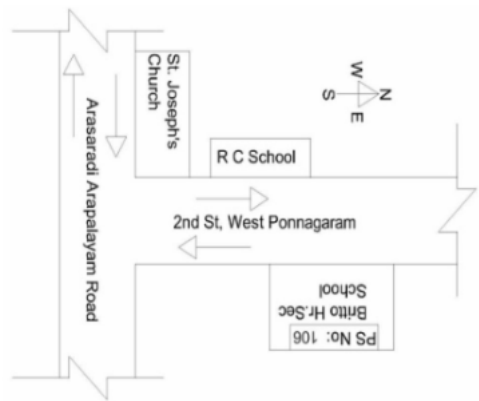 St. Joseph's
Church
W
S N
E
R C School
Arasaradi Arapalayam Road
2nd St, West Ponnagaram
PS No: 106
Britto Hr.Sec
School